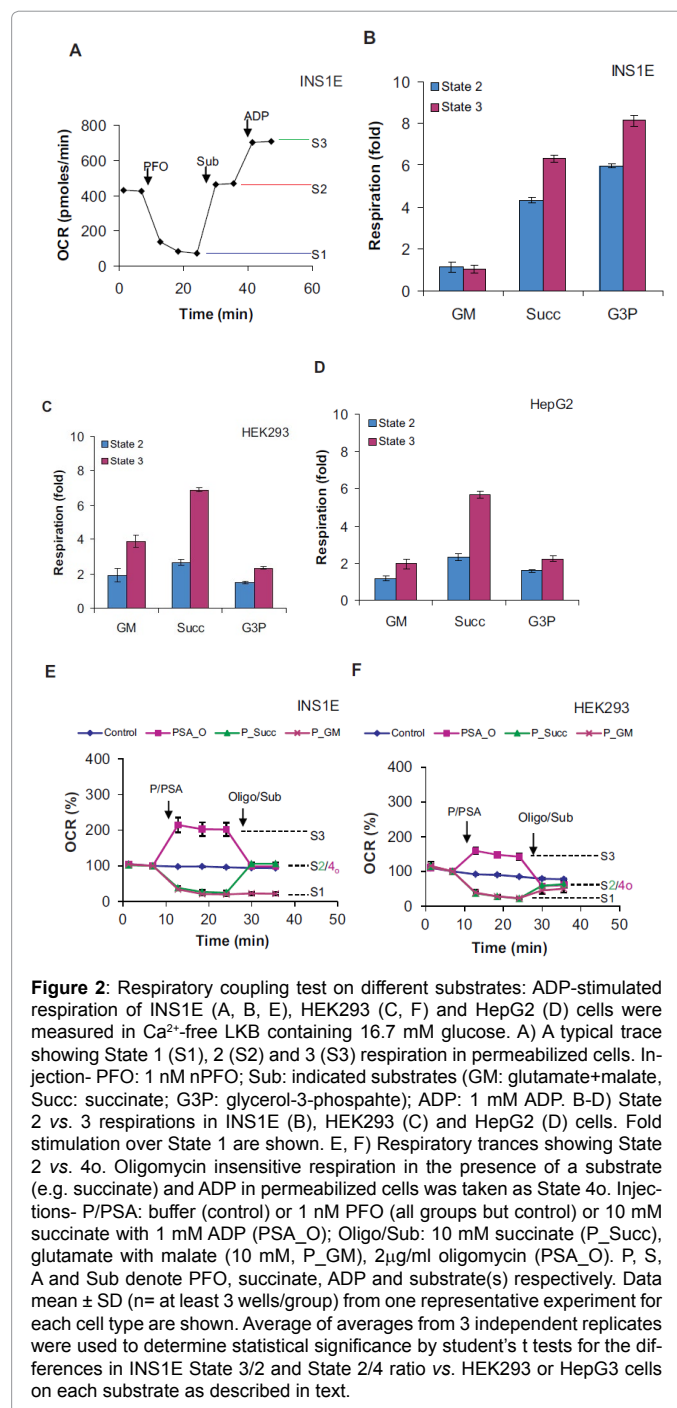 A
INS1E
800
600
400
200
0
OCR (pmoles/min)
PFO
Sub
ADP
S3
S2
S1
0 20 40 60
Time (min)
B
INS1E
State 2
State 3
10
8
6
4
2
0
Respiration (fold)
GM Succ G3P
C
HEK293
State 2
State 3
10
8
6
4
2
0
Respiration (fold)
GM Succ G3P
D
HepG2
State 2
State 3
10
8
6
4
2
0
Respiration (fold)
GM Succ G3P
E
INS1E
Control PSA_O P_Succ P_GM
400
300
200
100
0
OCR (%)
P/PSA
Oligo/Sub
S3
S2/4o
S1
0 10 20 30 40 50
Time (min)
F
HEK293
Control PSA_O P_Succ P_GM
400
300
200
100
0
OCR (%)
P/PSA
Oligo/Sub
S3
S2/4o
S1
0 10 20 30 40 50
Time (min)
Figure 2: Respiratory coupling test on different substrates: ADP-stimulated
respiration of INS1E (A, B, E), HEK293 (C, F) and HepG2 (D) cells were
measured in Ca2+-free LKB containing 16.7 mM glucose. A) A typical trace
showing State 1 (S1), 2 (S2) and 3 (S3) respiration in permeabilized cells. In-
jection- PFO: 1 nM nPFO; Sub: indicated substrates (GM: glutamate+malate,
Succ: succinate; G3P: glycerol-3-phospahte); ADP: 1 mM ADP. B-D) State
2 vs. 3 respirations in INS1E (B), HEK293 (C) and HepG2 (D) cells. Fold
stimulation over State 1 are shown. E, F) Respiratory trances showing State
2 vs. 4o. Oligomycin insensitive respiration in the presence of a substrate
(e.g. succinate) and ADP in permeabilized cells was taken as State 4o. Injec-
tions- P/PSA: buffer (control) or 1 nM PFO (all groups but control) or 10 mM
succinate with 1 mM ADP (PSA_O); Oligo/Sub: 10 mM succinate (P_Succ),
glutamate with malate (10 mM, P_GM), 2µg/ml oligomycin (PSA_O). P, S,
A and Sub denote PFO, succinate, ADP and substrate(s) respectively. Data
mean ± SD (n= at least 3 wells/group) from one representative experiment for
each cell type are shown. Average of averages from 3 independent replicates
were used to determine statistical significance by student's t tests for the dif-
ferences in INS1E State 3/2 and State 2/4 ratio vs. HEK293 or HepG3 cells
on each substrate as described in text.